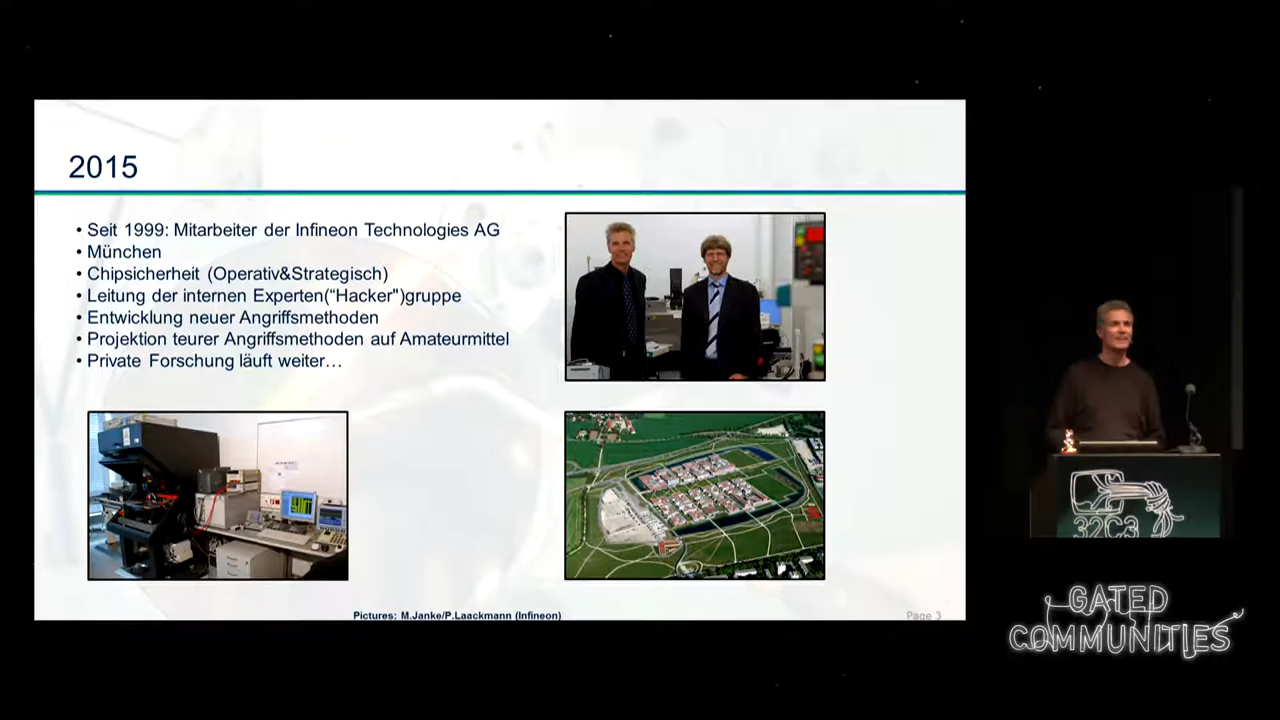 2015
• Seit 1999: Mitarbeiter der Infineon Technologies AG
• München
• Chipsicherheit (Operativ&Strategisch)
• Leitung der internen Experten(“Hacker")gruppe
• Entwicklung neuer Angriffsmethoden
• Projektion teurer Angriffsmethoden auf Amateurmittel
• Private Forschung läuft weiter…
Pictures: M.Janke/P.Laackmann (Infineon)
Page 3
32C3
GATED
COMMUNITIES